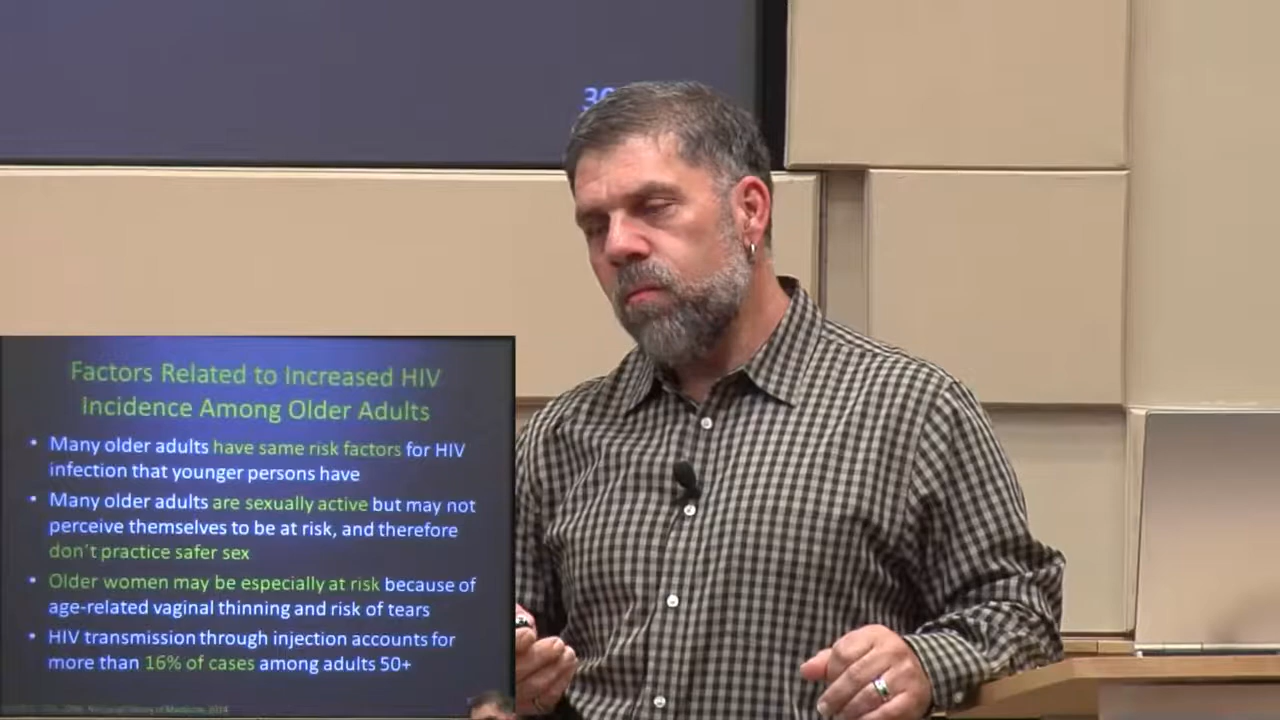 30
Factors Related to Increased HIV
Incidence Among Older Adults
• Many older adults have same risk factors for HIV
infection that younger persons have
• Many older adults are sexually active but may not
perceive themselves to be at risk, and therefore
don't practice safer sex
• Older women may be especially at risk because of
age-related vaginal thinning and risk of tears
• HIV transmission through injection accounts for
more than 16% of cases among adults 50+